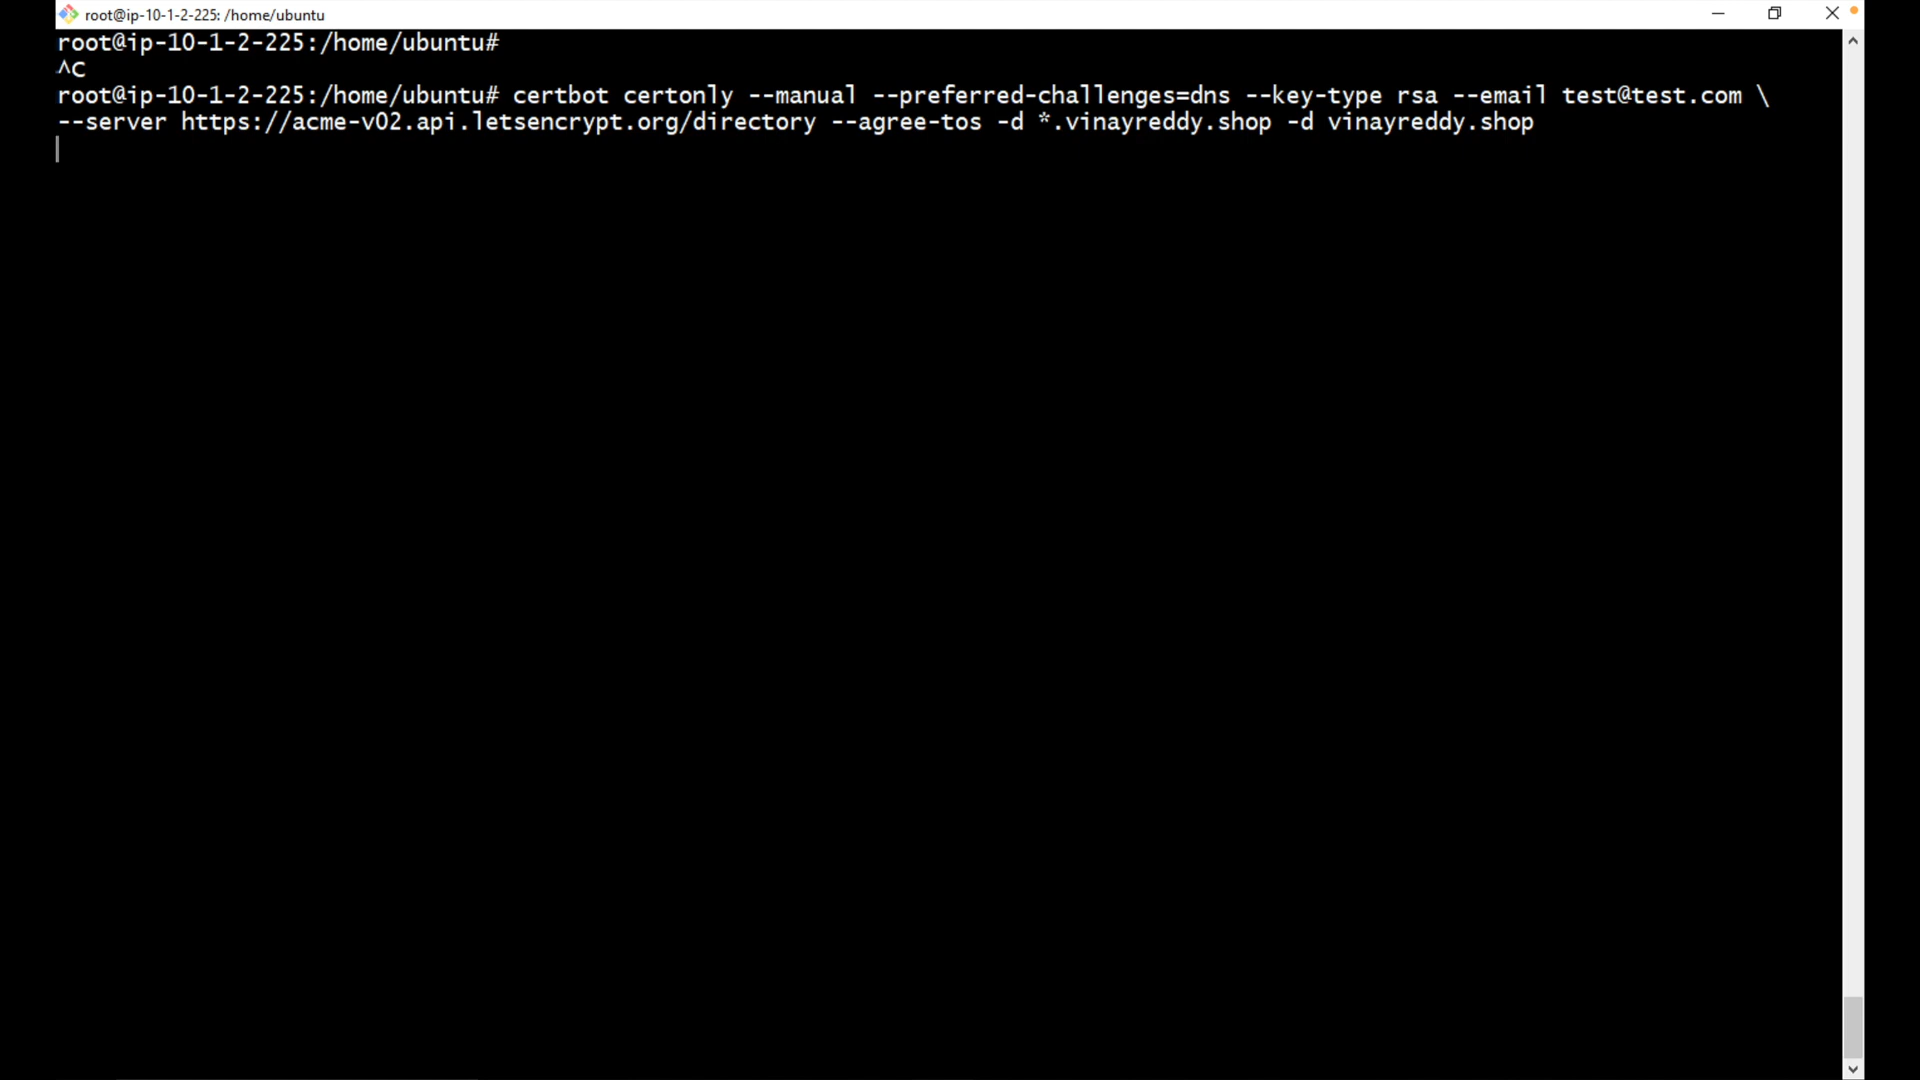 root@ip-10-1-2-225: /home/ubuntu
root@ip-10-1-2-225:/home/ubuntu#
^C
root@ip-10-1-2-225:/home/ubuntu# certbot certonly --manual --preferred-challenges=dns --key-type rsa --email test@test.com \
--server https://acme-v02.api.letsencrypt.org/directory --agree-tos -d *.vinayreddy.shop -d vinayreddy.shop